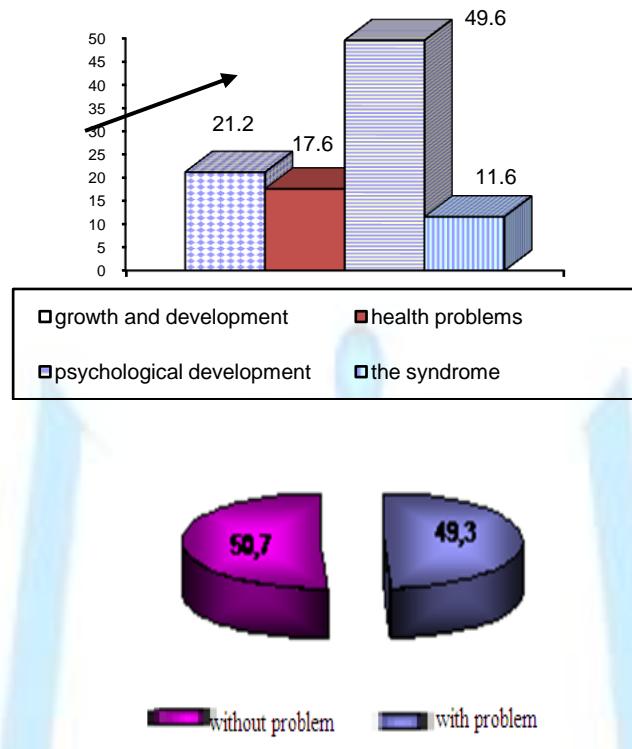 49.6
50
45
40
35
30
25
20
15
10
5
0
21.2
17.6
11.6
growth and development
health problems
psychological development
the syndrome
50,7
49,3
without problem
with problem